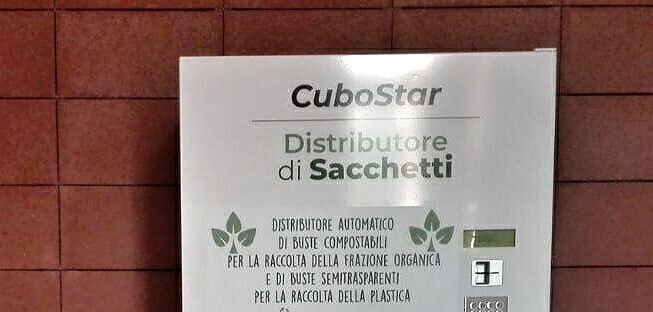 CuboStar
Distributore
di Sacchetti
DISTRIBUTORE AUTOMATICO
DI BUSTE COMPOSTABILI
PER LA RACCOLTA DELLA FRAZIONE ORGANICA
E DI BUSTE SEMITRASPARENTI
PER LA RACCOLTA DELLA PLASTICA